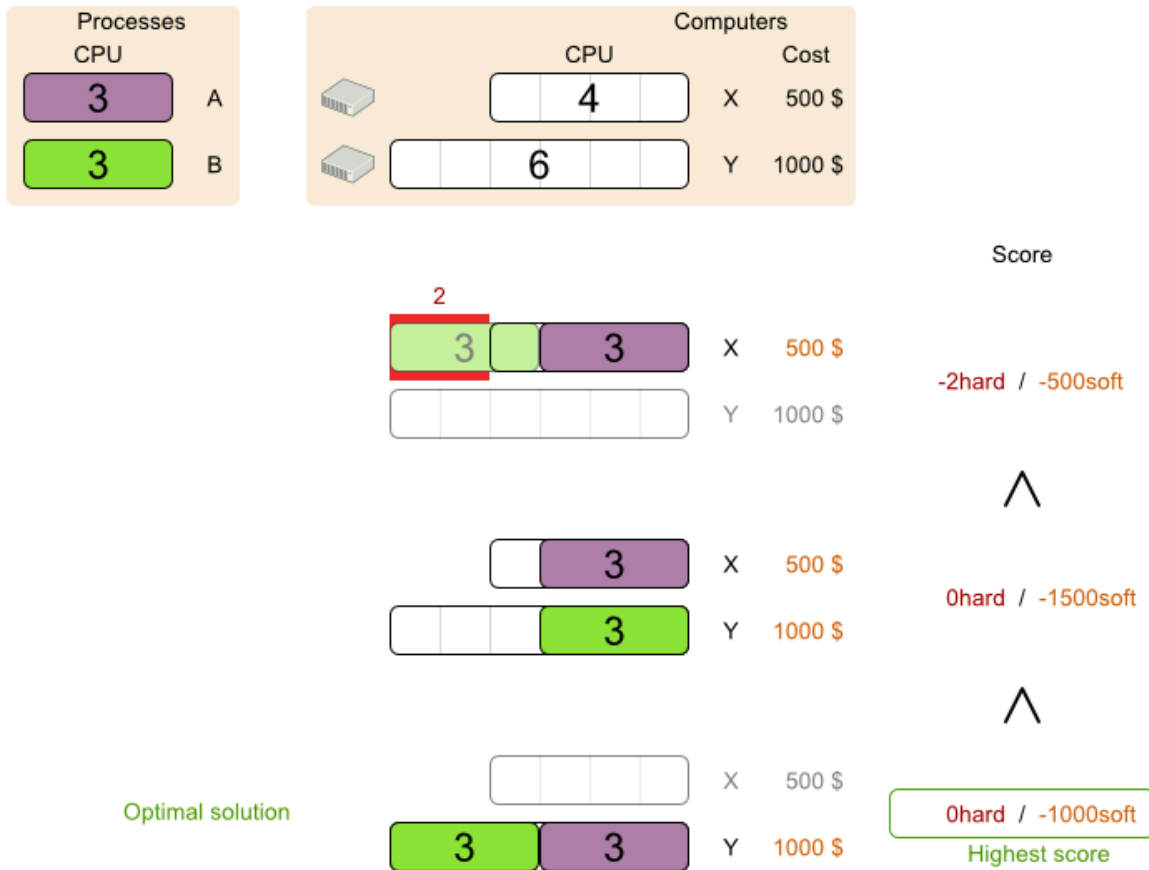 Processes
CPU
3 A
3 B
Computers
CPU Cost
4 X 500 $
6 Y 1000 $
Score
2
3 3 X 500 $
Y 1000 $
-2hard / -500soft
3 X 500 $
3 Y 1000 $
0hard / -1500soft
X 500 $
Optimal solution
3 3 Y 1000 $
0hard / -1000soft
Highest score